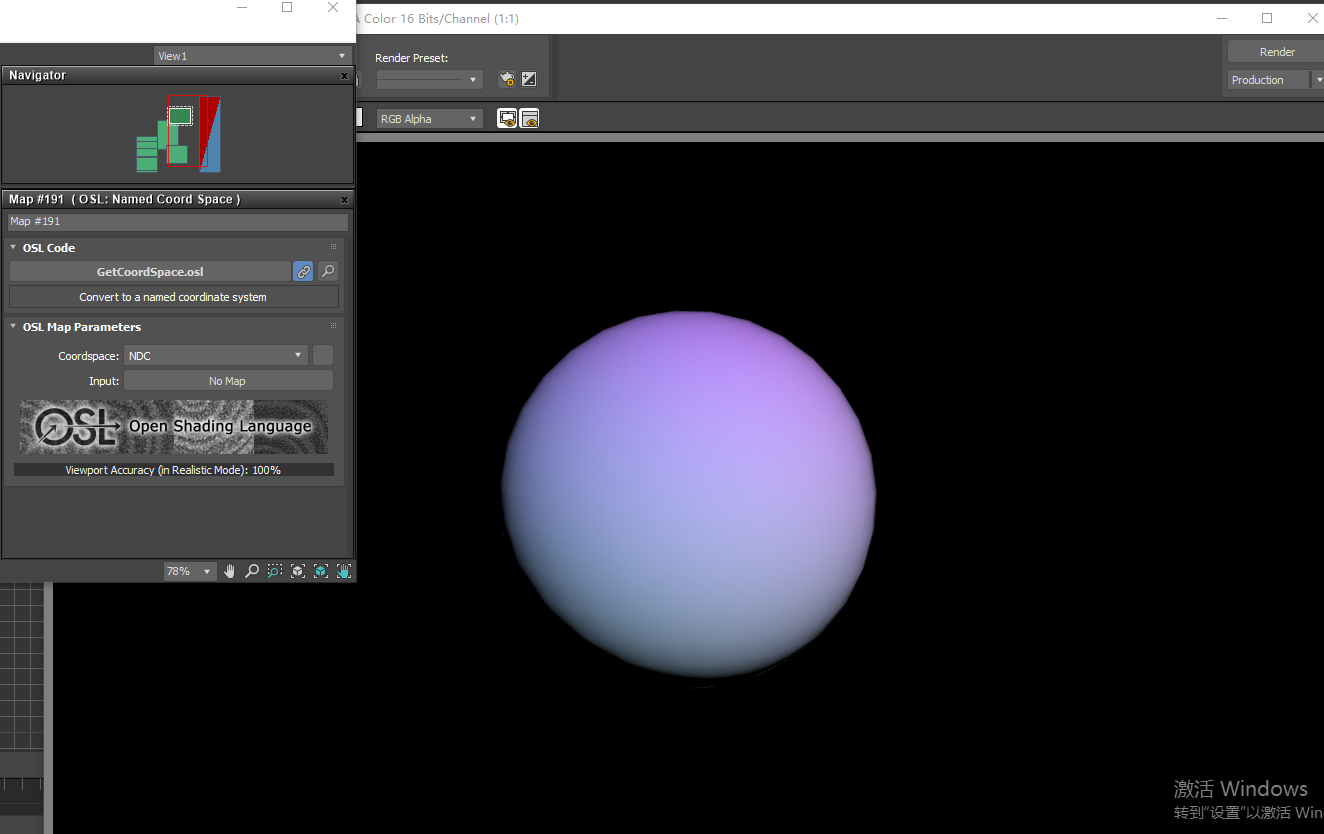 A Color 16 Bits/Channel (1:1)
View1
Render Preset:
Render
Production
Navigator
RGB Alpha
Map #191 ( OSL: Named Coord Space )
Map #191
OSL Code
GetCoordSpace.osl
Convert to a named coordinate system
OSL Map Parameters
Coordspace: NDC
Input: No Map
OSL Open Shading Language
Viewport Accuracy (in Realistic Mode): 100%
78%
激活 Windows
转到"设置"以激活 Win